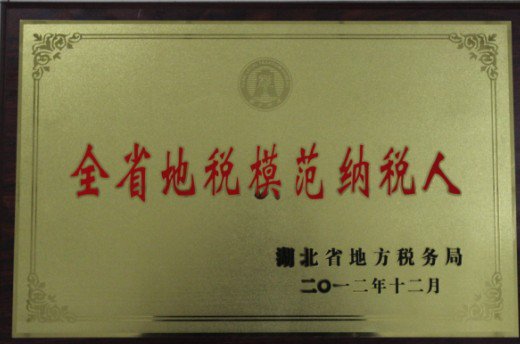 全省地税模范纳税人
湖北省地方税务局
二〇一二年十二月